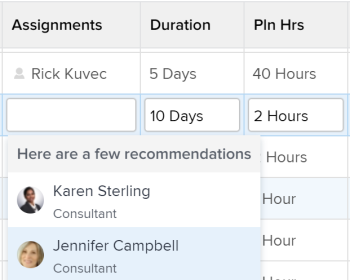 Assignments Duration Pln Hrs
Rick Kuvec 5 Days 40 Hours
10 Days 2 Hours
Here are a few recommendations Hours
Karen Sterling
Hour
Consultant
Jennifer Campbell Hour
Consultant